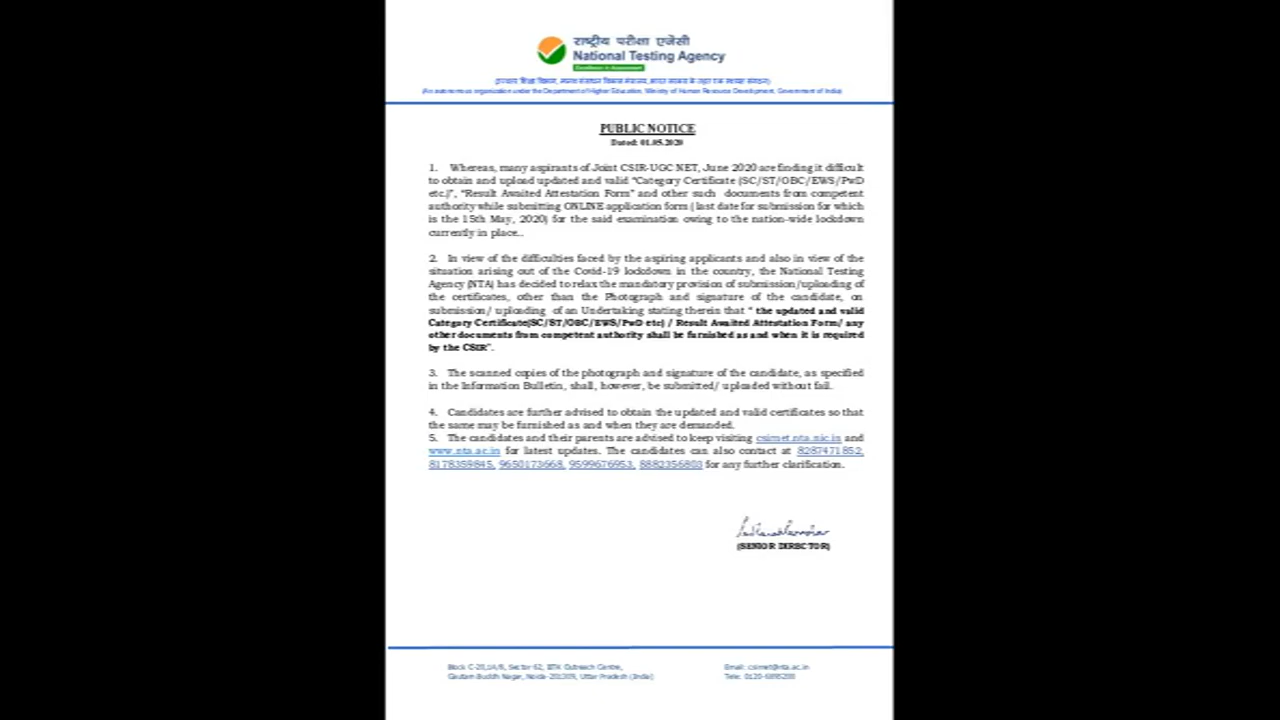 राष्ट्रीय परीक्षा एजेंसी
National Testing Agency
Excellence in Assessment
(An autonomous organization under the Department of Higher Education, Ministry of Human Resource Development, Government of India)
PUBLIC NOTICE
Dated: 01.05.2020
1. Whereas, many aspirants of Joint CSIR-UGC NET, June 2020 are finding it difficult
to obtain and upload updated and valid "Category Certificate (SC/ST/OBC/EWS/PwD
etc.)", "Result Awaited Attestation Form" and other such documents from competent
authority while submitting ONLINE application form ( last date for submission for which
is the 15th May, 2020) for the said examination owing to the nation-wide lockdown
currently in place..
2. In view of the difficulties faced by the aspiring applicants and also in view of the
situation arising out of the Covid-19 lockdown in the country, the National Testing
Agency (NTA) has decided to relax the mandatory provision of submission/uploading of
the certificates, other than the Photograph and signature of the candidate, on
submission/ uploading of an Undertaking stating therein that " the updated and valid
Category Certificate(SC/ST/OBC/EWS/PwD etc) / Result Awaited Attestation Form/ any
other documents from competent authority shall be furnished as and when it is required
by the CSIR".
3. The scanned copies of the photograph and signature of the candidate, as specified
in the Information Bulletin, shall, however, be submitted/ uploaded without fail.
4. Candidates are further advised to obtain the updated and valid certificates so that
the same may be furnished as and when they are demanded.
5. The candidates and their parents are advised to keep visiting csirnet.nta.nic.in and
www.nta.ac.in for latest updates. The candidates can also contact at 8287471852,
8178359845, 9650173668, 9599676953, 8882356803 for any further clarification.
(SENIOR DIRECTOR)
Block C-20,1A/8, Sector-62, IITK Outreach Centre,
Gautam Buddh Nagar, Noida-201309, Uttar Pradesh (India)
Email: csirnet@nta.ac.in
Tele: 0120-6895200